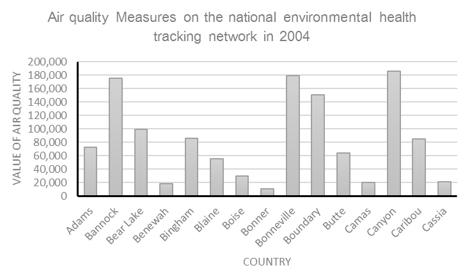 Air quality Measures on the national environmental health
tracking network in 2004
VALUE OF AIR QUALITY
200,000
180,000
160,000
140,000
120,000
100,000
80,000
60,000
40,000
20,000
0
Adams
Bannock
Bear Lake
Benewah
Bingham
Blaine
Boise
Bonner
Bonneville
Boundary
Butte
Camas
Canyon
Caribou
Cassia
COUNTRY